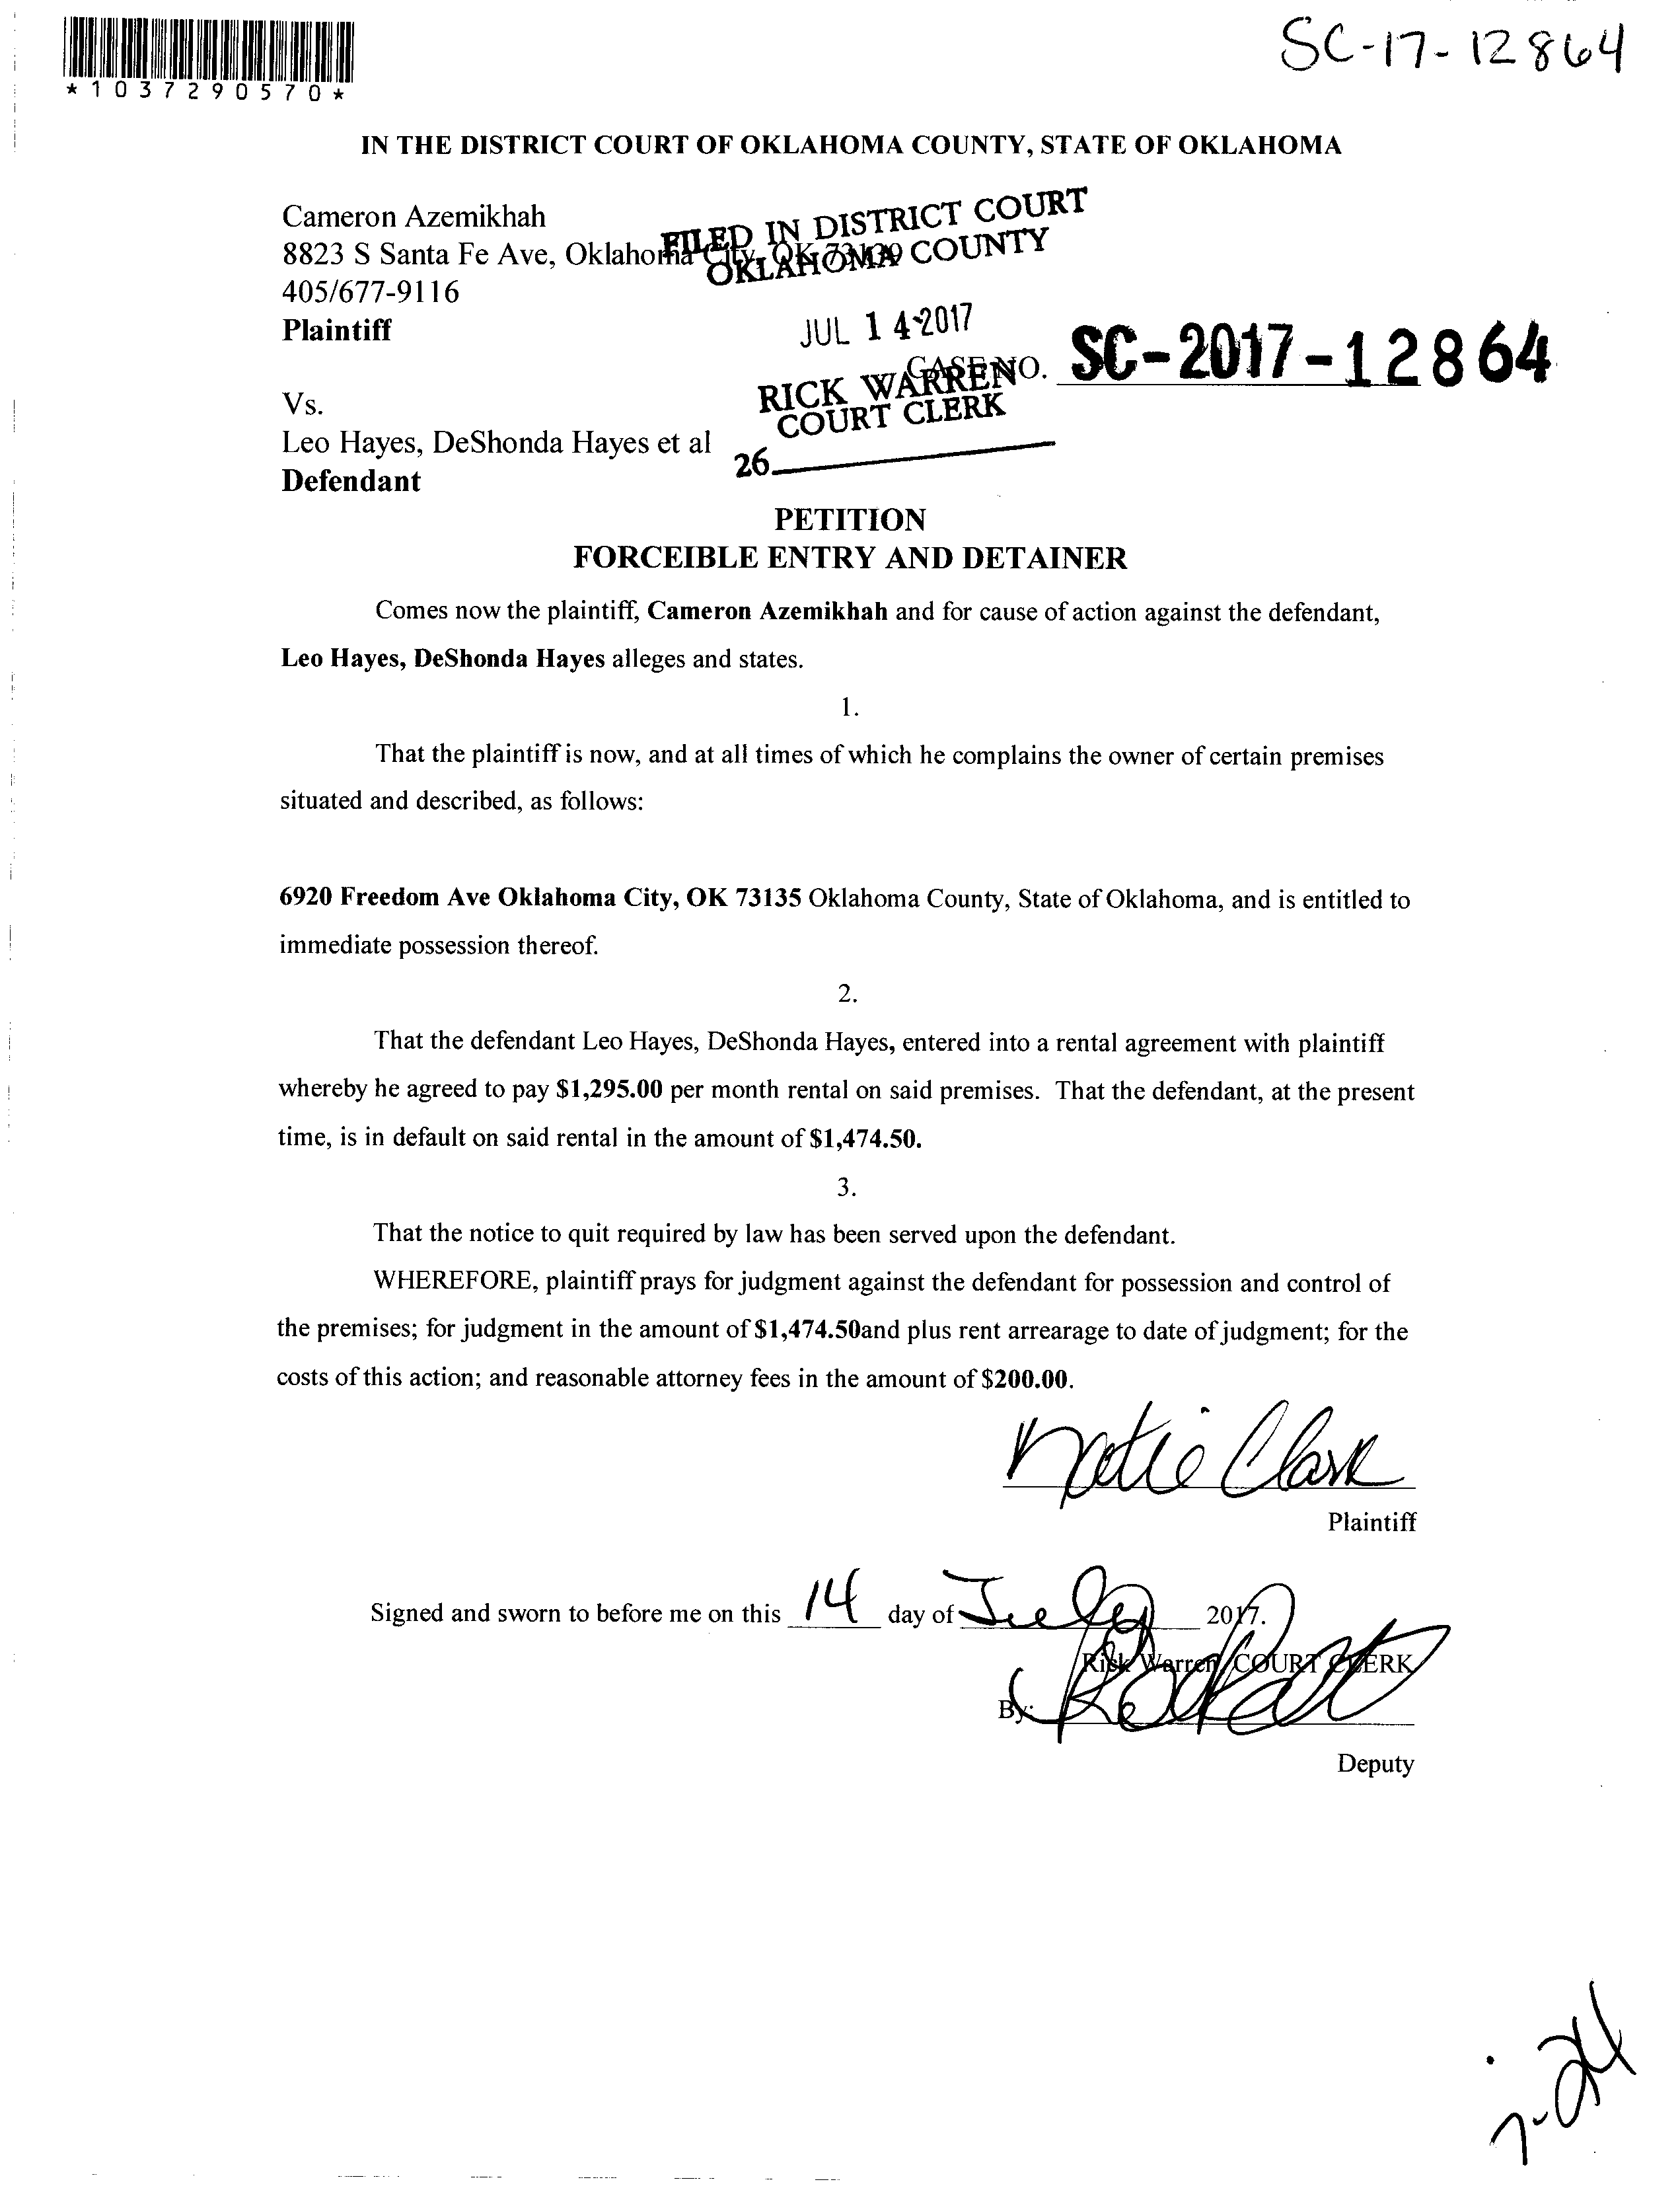 *1037290570*
SC-17-12864
IN THE DISTRICT COURT OF OKLAHOMA COUNTY, STATE OF OKLAHOMA
Cameron Azemikhah
8823 S Santa Fe Ave, Oklahoma City, OK 73139
405/677-9116
Plaintiff
FILED IN DISTRICT COURT
OKLAHOMA COUNTY
JUL 14 2017
RICK WARREN
COURT CLERK
26
CASE NO. SC-2017-12864
Vs.
Leo Hayes, DeShonda Hayes et al
Defendant
PETITION
FORCEIBLE ENTRY AND DETAINER
Comes now the plaintiff, Cameron Azemikhah and for cause of action against the defendant,
Leo Hayes, DeShonda Hayes alleges and states.
1.
That the plaintiff is now, and at all times of which he complains the owner of certain premises
situated and described, as follows:
6920 Freedom Ave Oklahoma City, OK 73135 Oklahoma County, State of Oklahoma, and is entitled to
immediate possession thereof.
2.
That the defendant Leo Hayes, DeShonda Hayes, entered into a rental agreement with plaintiff
whereby he agreed to pay $1,295.00 per month rental on said premises. That the defendant, at the present
time, is in default on said rental in the amount of $1,474.50.
3.
That the notice to quit required by law has been served upon the defendant.
WHEREFORE, plaintiff prays for judgment against the defendant for possession and control of
the premises; for judgment in the amount of $1,474.50and plus rent arrearage to date of judgment; for the
costs of this action; and reasonable attorney fees in the amount of $200.00.
Clark
Plaintiff
Signed and sworn to before me on this 14 day of July 2017.
Rick Warren, COURT CLERK
By:
Deputy